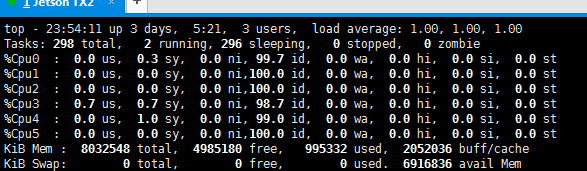 1 Jetson TX2
top - 23:54:11 up 3 days,  5:21,  3 users,  load average: 1.00, 1.00, 1.00
Tasks: 298 total,   2 running, 296 sleeping,   0 stopped,   0 zombie
%Cpu0  :  0.0 us,  0.3 sy,  0.0 ni, 99.7 id,  0.0 wa,  0.0 hi,  0.0 si,  0.0 st
%Cpu1  :  0.0 us,  0.0 sy,  0.0 ni,100.0 id,  0.0 wa,  0.0 hi,  0.0 si,  0.0 st
%Cpu2  :  0.0 us,  0.0 sy,  0.0 ni,100.0 id,  0.0 wa,  0.0 hi,  0.0 si,  0.0 st
%Cpu3  :  0.7 us,  0.7 sy,  0.0 ni, 98.7 id,  0.0 wa,  0.0 hi,  0.0 si,  0.0 st
%Cpu4  :  0.0 us,  1.0 sy,  0.0 ni, 99.0 id,  0.0 wa,  0.0 hi,  0.0 si,  0.0 st
%Cpu5  :  0.0 us,  0.0 sy,  0.0 ni,100.0 id,  0.0 wa,  0.0 hi,  0.0 si,  0.0 st
KiB Mem :  8032548 total,  4985180 free,   995332 used,  2052036 buff/cache
KiB Swap:        0 total,        0 free,        0 used.  6916836 avail Mem